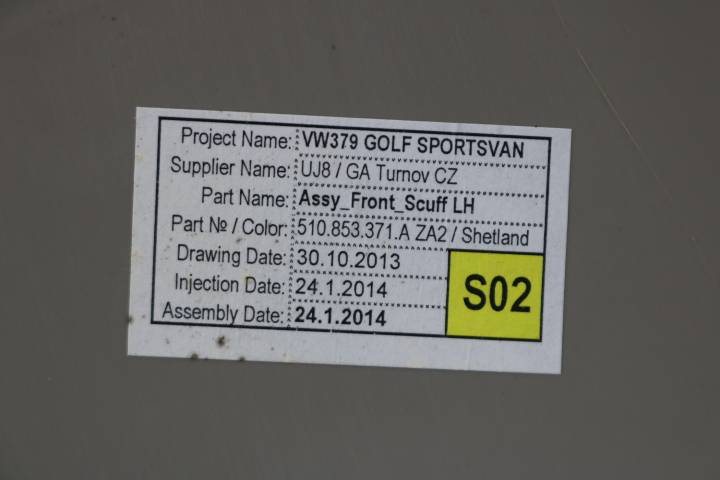 Project Name: VW379 GOLF SPORTSVAN
Supplier Name: UJ8 / GA Turnov CZ
Part Name: Assy_Front_Scuff LH
Part № / Color: 510.853.371.A ZA2 / Shetland
Drawing Date: 30.10.2013
Injection Date: 24.1.2014
Assembly Date: 24.1.2014
S02